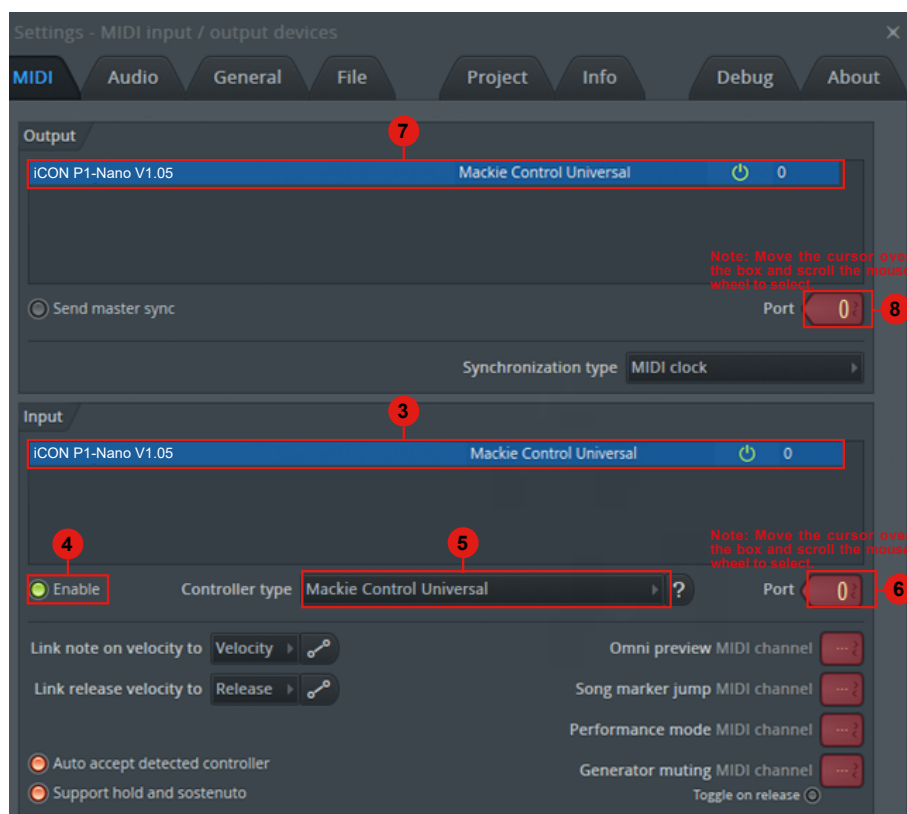 Settings - MIDI input / output devices
MIDI Audio General File Project Info Debug About
Output
7
iCON P1-Nano V1.05 Mackie Control Universal 0
Note: Move the cursor over
the box and scroll the mouse
wheel to select.
Send master sync
Port 0 8
Synchronization type MIDI clock
Input
3
iCON P1-Nano V1.05 Mackie Control Universal 0
4
5
Note: Move the cursor over
the box and scroll the mouse
wheel to select.
Enable Controller type Mackie Control Universal ? Port 0 6
Link note on velocity to Velocity
Omni preview MIDI channel ---
Link release velocity to Release
Song marker jump MIDI channel ---
Performance mode MIDI channel ---
Auto accept detected controller
Generator muting MIDI channel ---
Support hold and sostenuto
Toggle on release